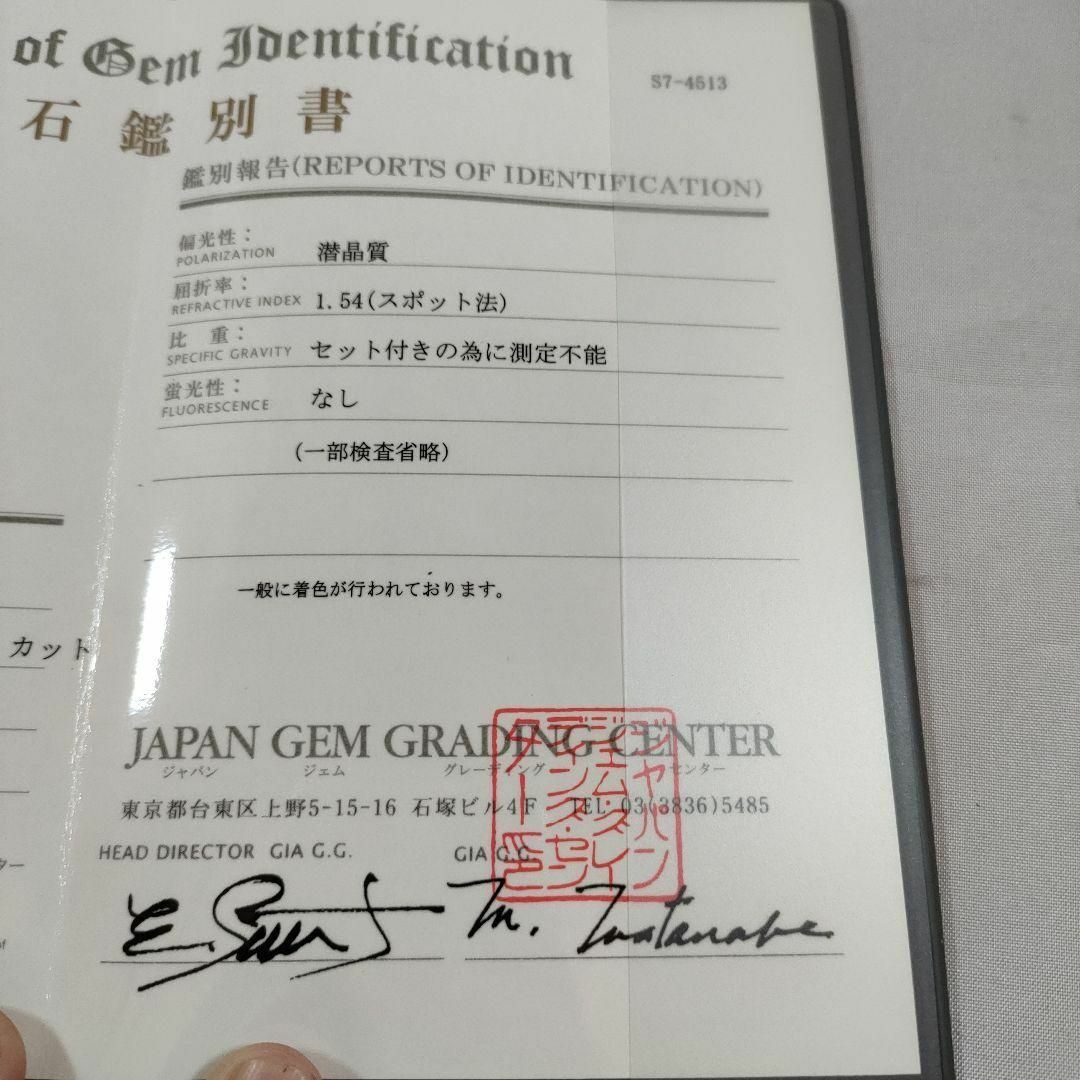 of Gem Identification
S7-4513
石鑑別書
鑑別報告(REPORTS OF IDENTIFICATION)
偏光性：
POLARIZATION
潜晶質
屈折率：
REFRACTIVE INDEX
1.54(スポット法)
比 重：
SPECIFIC GRAVITY
セット付きの為に測定不能
蛍光性：
FLUORESCENCE
なし
(一部検査省略)
一般に着色が行われております。
カット
JAPAN GEM GRADING CENTER
ジャパン ジェム グレーディング センター
東京都台東区上野5-15-16 石塚ビル4F TEL 03(3836)5485
HEAD DIRECTOR GIA G.G.
GIA G.G.
ター
of
M. Watanabe